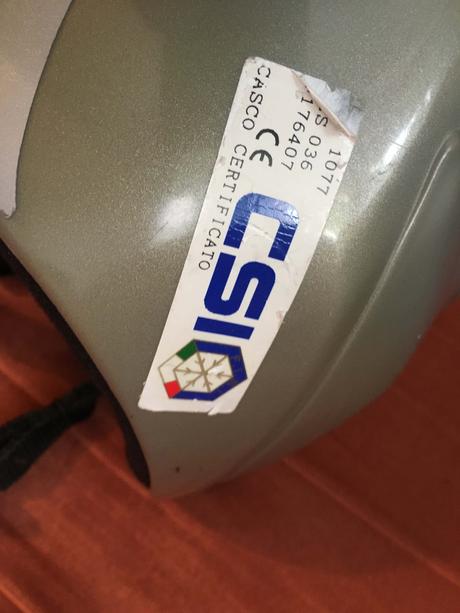 1077
S 036
176407
CE
CSI
CASCO CERTIFICATO